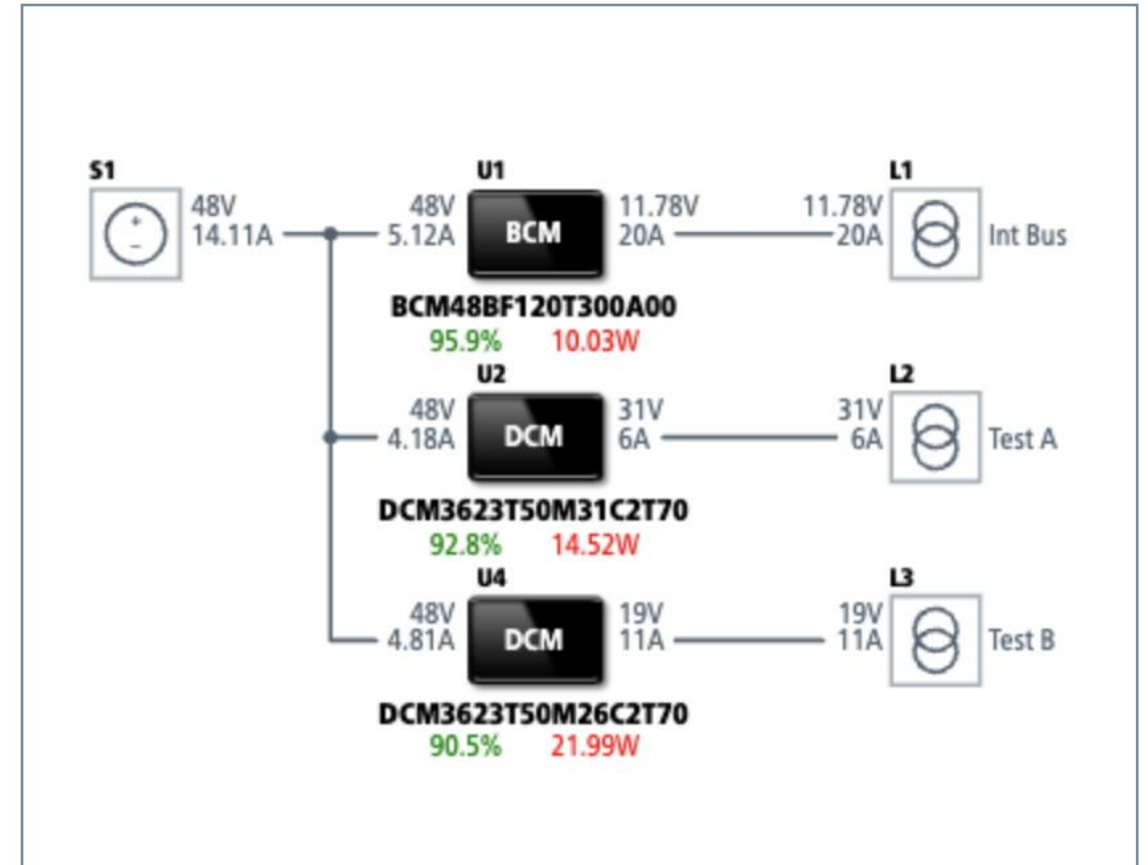 S1
48V
14.11A
U1
48V
5.12A
BCM
11.78V
20A
BCM48BF120T300A00
95.9% 10.03W
L1
11.78V
20A
Int Bus
U2
48V
4.18A
DCM
31V
6A
DCM3623T50M31C2T70
92.8% 14.52W
L2
31V
6A
Test A
U4
48V
4.81A
DCM
19V
11A
DCM3623T50M26C2T70
90.5% 21.99W
L3
19V
11A
Test B